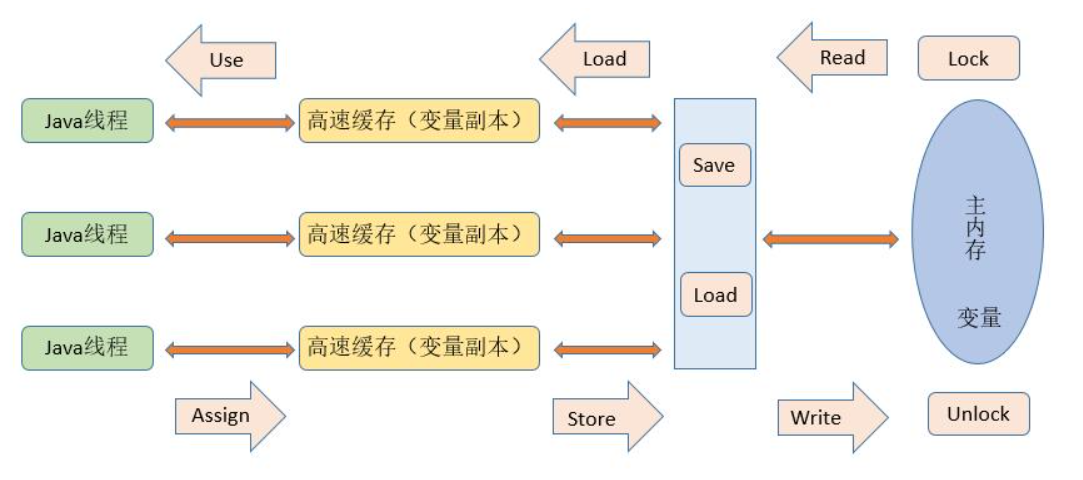 Use
Load
Read
Lock
Java线程
高速缓存（变量副本）
Save
Java线程
高速缓存（变量副本）
主内存
Load
变量
Java线程
高速缓存（变量副本）
Assign
Store
Write
Unlock